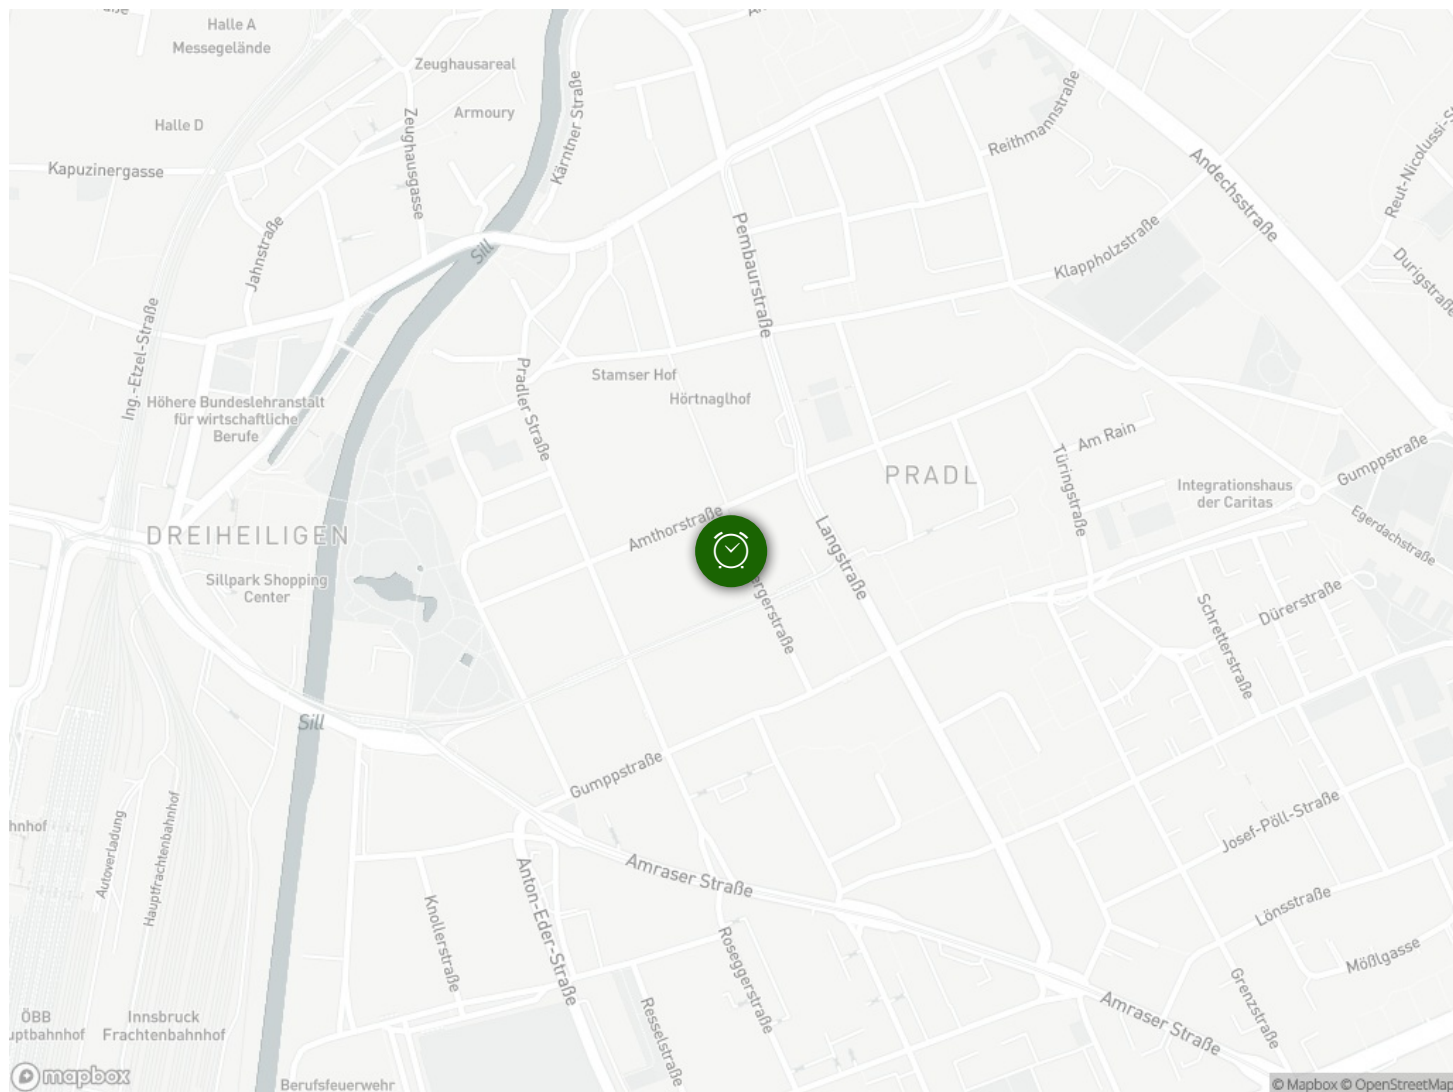 Halle A
Messegelände
Zeughausareal
Armoury
Halle D
Kapuzinergasse
Zeughausgasse
Kärntner Straße
Reithmannstraße
Andechsstraße
Jahnstraße
Sill
Pembaurstraße
Klappholzstraße
Durigstraße
Ing.-Etzel-Straße
Stamser Hof
Hörtnaglhof
Pradler Straße
Höhere Bundeslehranstalt
für wirtschaftliche
Berufe
Am Rain
Türingstraße
Gumppstraße
PRADL
Integrationshaus
der Caritas
Egerdachstraße
Amthorstraße
Langstraße
DREIHEILIGEN
Sillpark Shopping
Center
ergerstraße
Schretterstraße
Dürerstraße
Sill
Gumppstraße
Autoverladung
Hauptfrachtenbahnhof
Josef-Pöll-Straße
Amraser Straße
Anton-Eder-Straße
Knollerstraße
Lönsstraße
Mößlgasse
Roseggerstraße
Resselstraße
Grenzstraße
Amraser Straße
ÖBB
Innsbruck
Frachtenbahnhof
Berufsfeuerwehr
mapbox
© Mapbox © OpenStreetMap